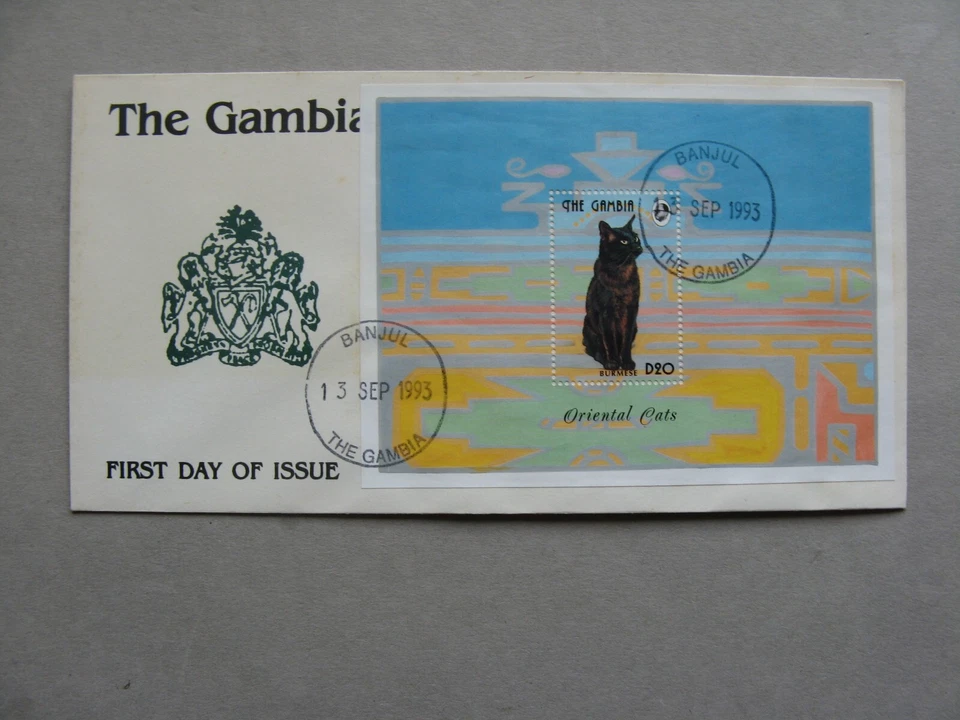 The Gambia
BANJUL
13 SEP 1993
THE GAMBIA
THE GAMBIA
BURMESE D20
Oriental Cats
BANJUL
13 SEP 1993
THE GAMBIA
FIRST DAY OF ISSUE